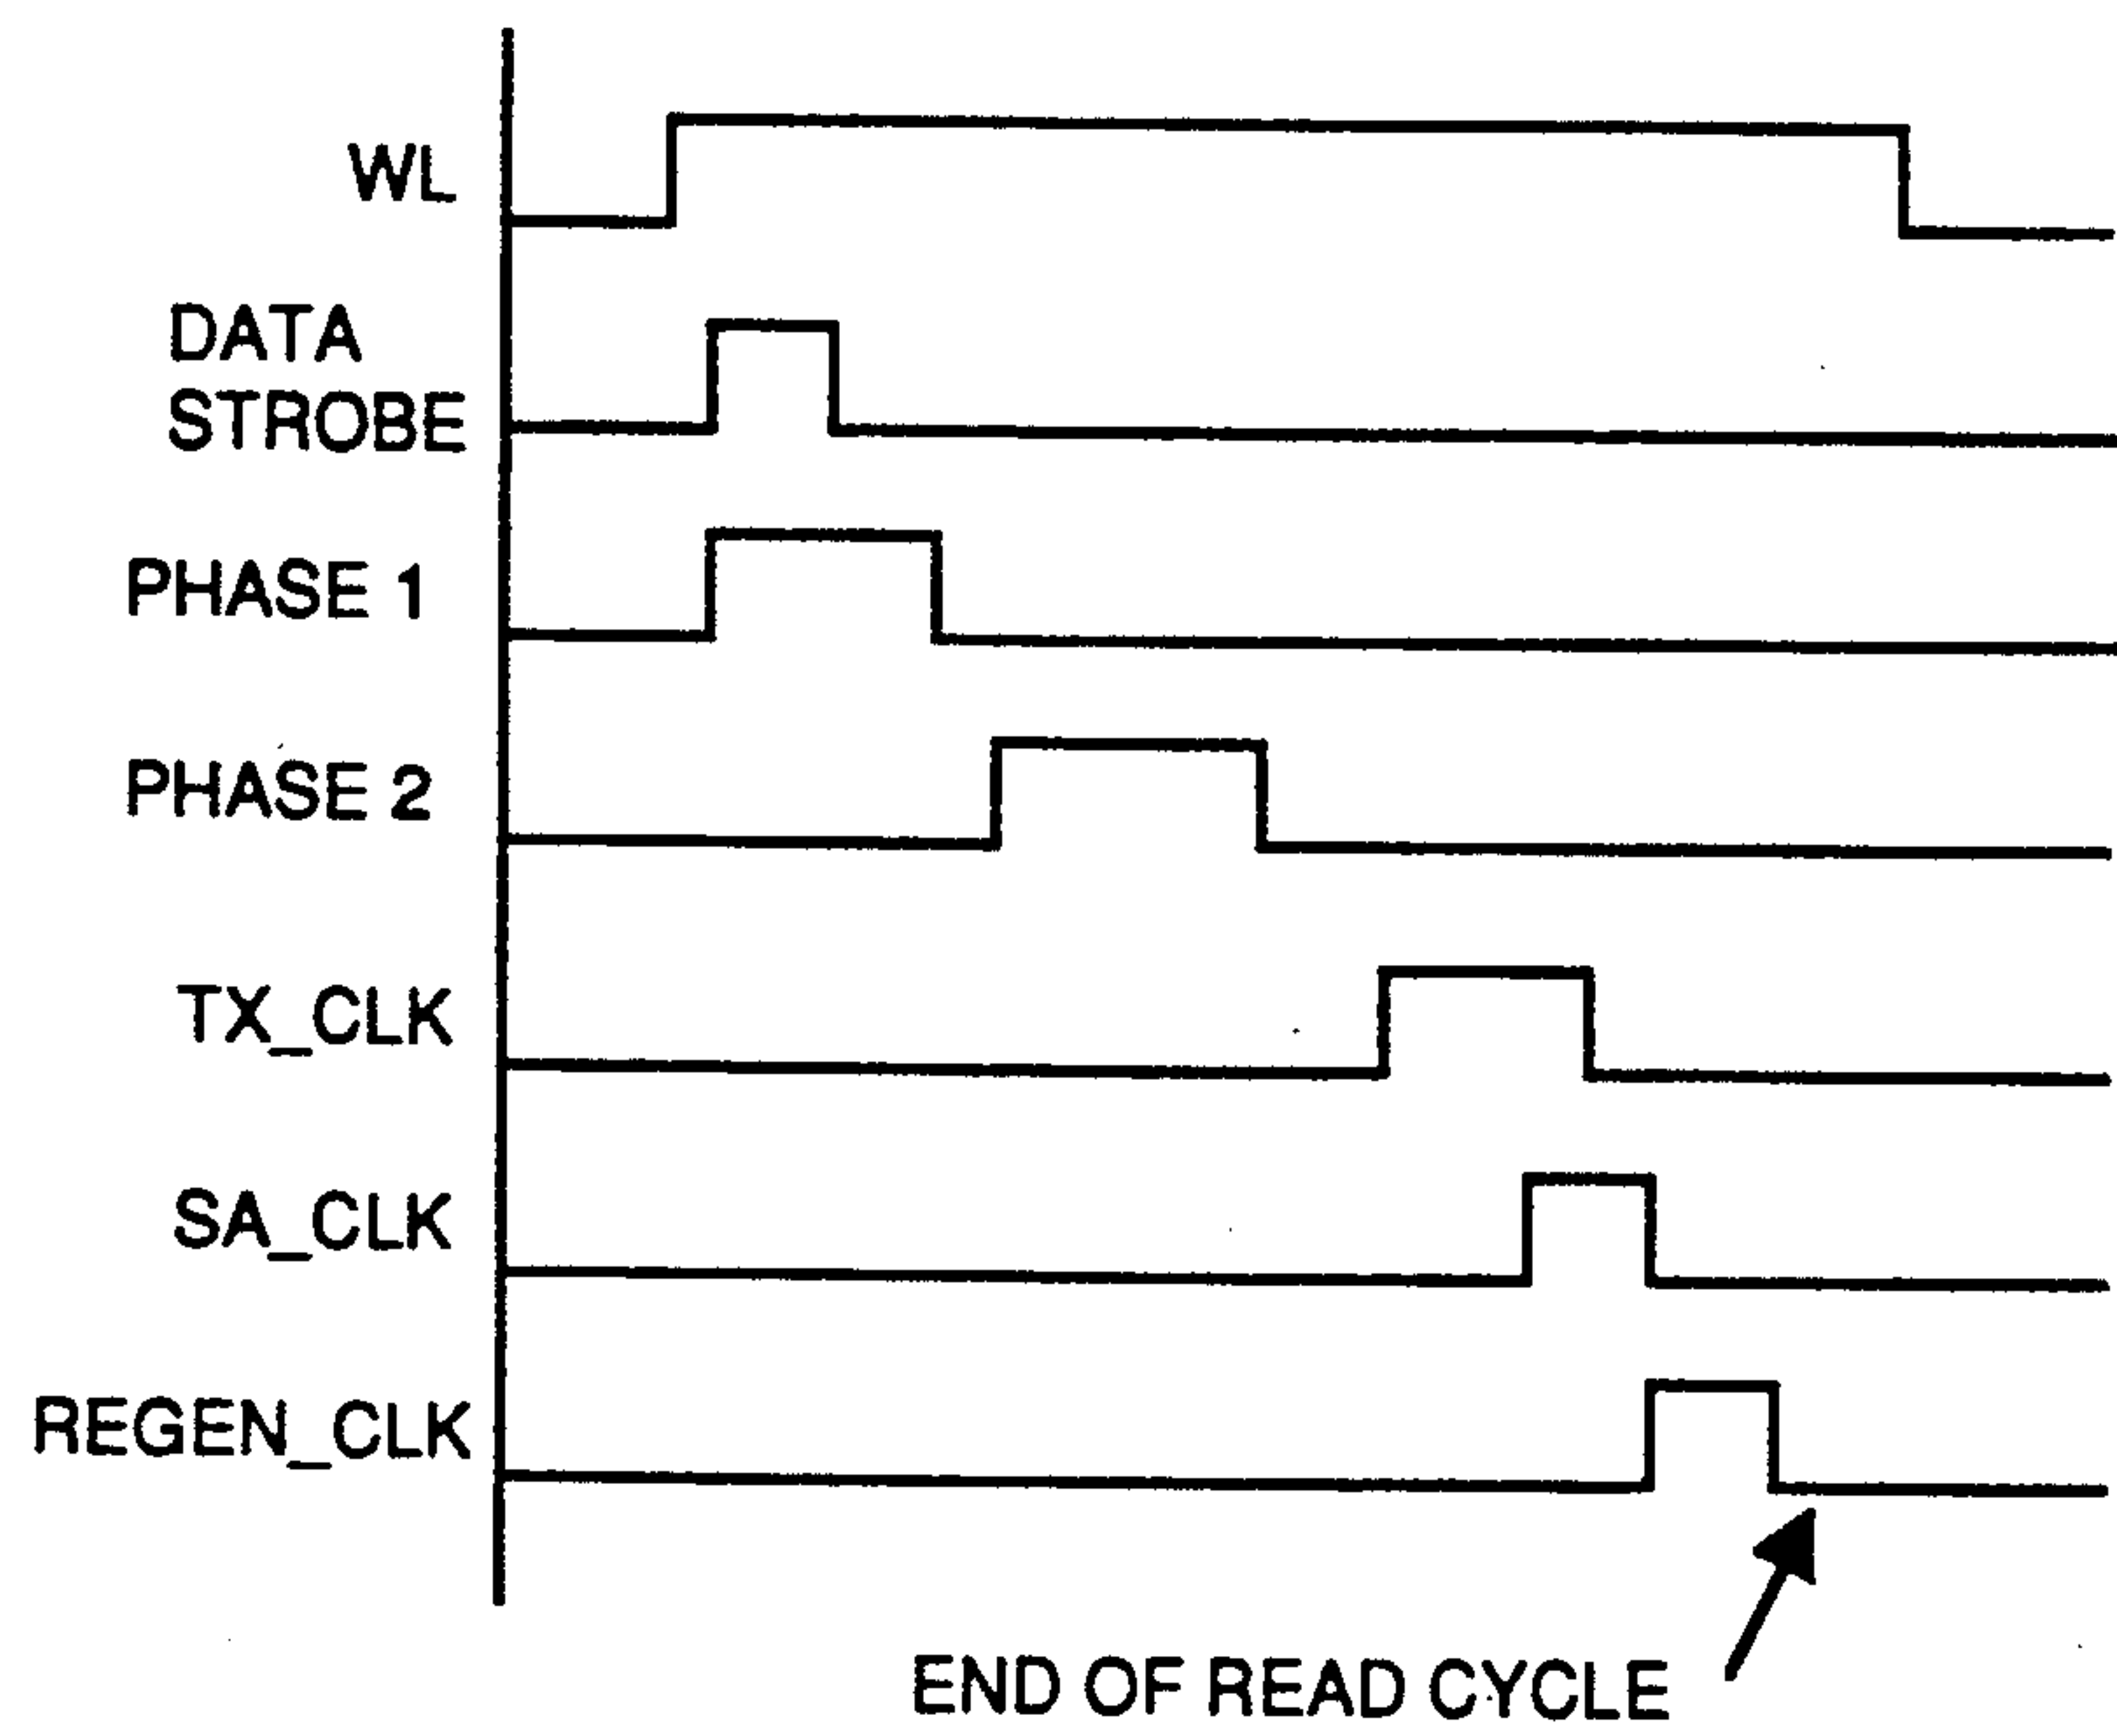 WL
DATA
STROBE
PHASE 1
PHASE 2
TX_CLK
SA_CLK
REGEN_CLK
END OF READ CYCLE